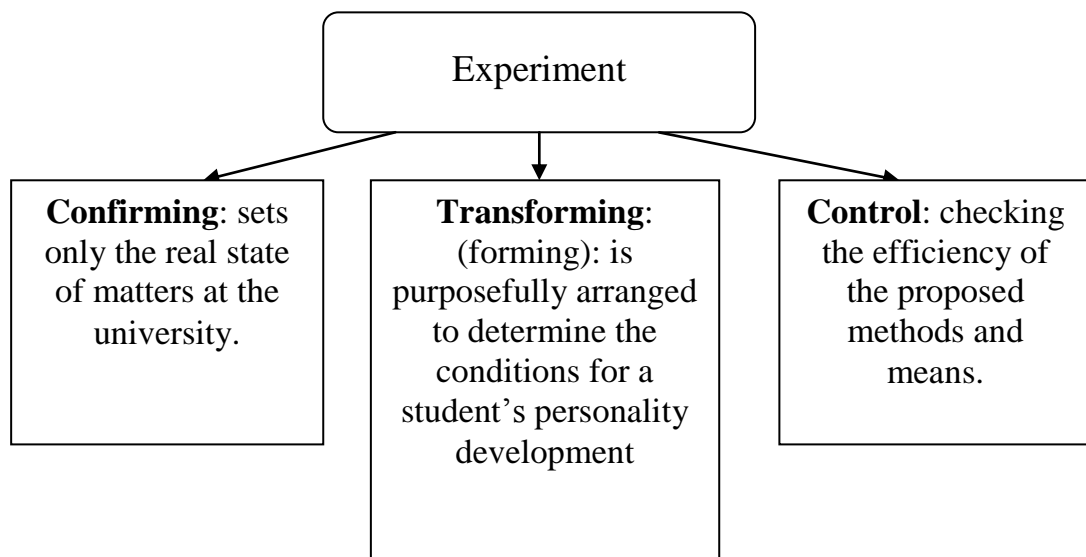 Experiment
Confirming: sets
only the real state
of matters at the
university.
Transforming:
(forming): is
purposefully arranged
to determine the
conditions for a
student’s personality
development
Control: checking
the efficiency of
the proposed
methods and
means.